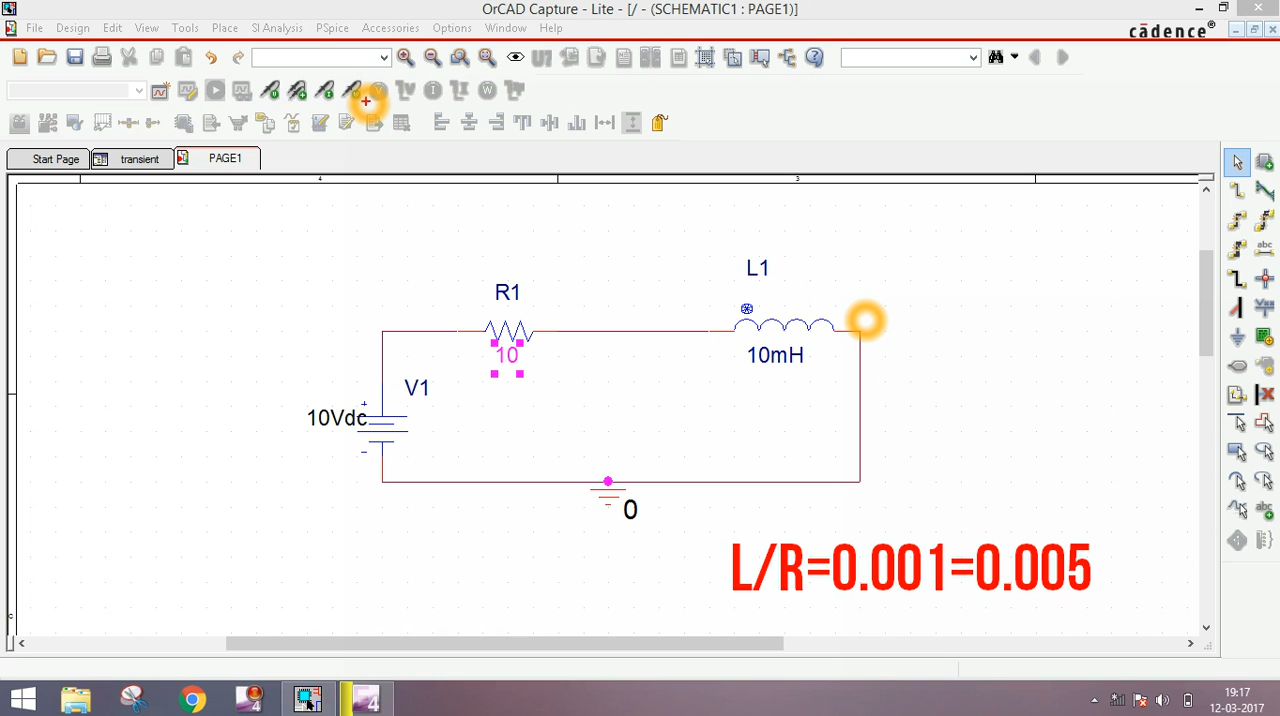 OrCAD Capture - Lite - [/ - (SCHEMATIC1 : PAGE1)]
File Design Edit View Tools Place SI Analysis PSpice Accessories Options Window Help
cādence®
Start Page transient PAGE1
4 3
L1
R1
10
10mH
V1
+
10Vdc
-
0
L/R=0.001=0.005
19:17
12-03-2017